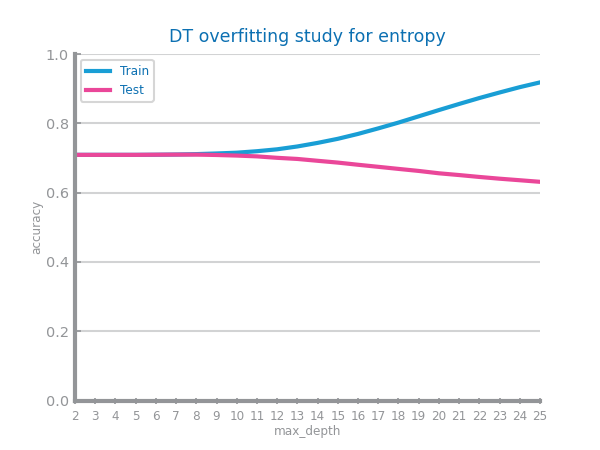 DT overfitting study for entropy
Train
Test
accuracy
1.0
0.8
0.6
0.4
0.2
0.0
2 3 4 5 6 7 8 9 10 11 12 13 14 15 16 17 18 19 20 21 22 23 24 25
max_depth